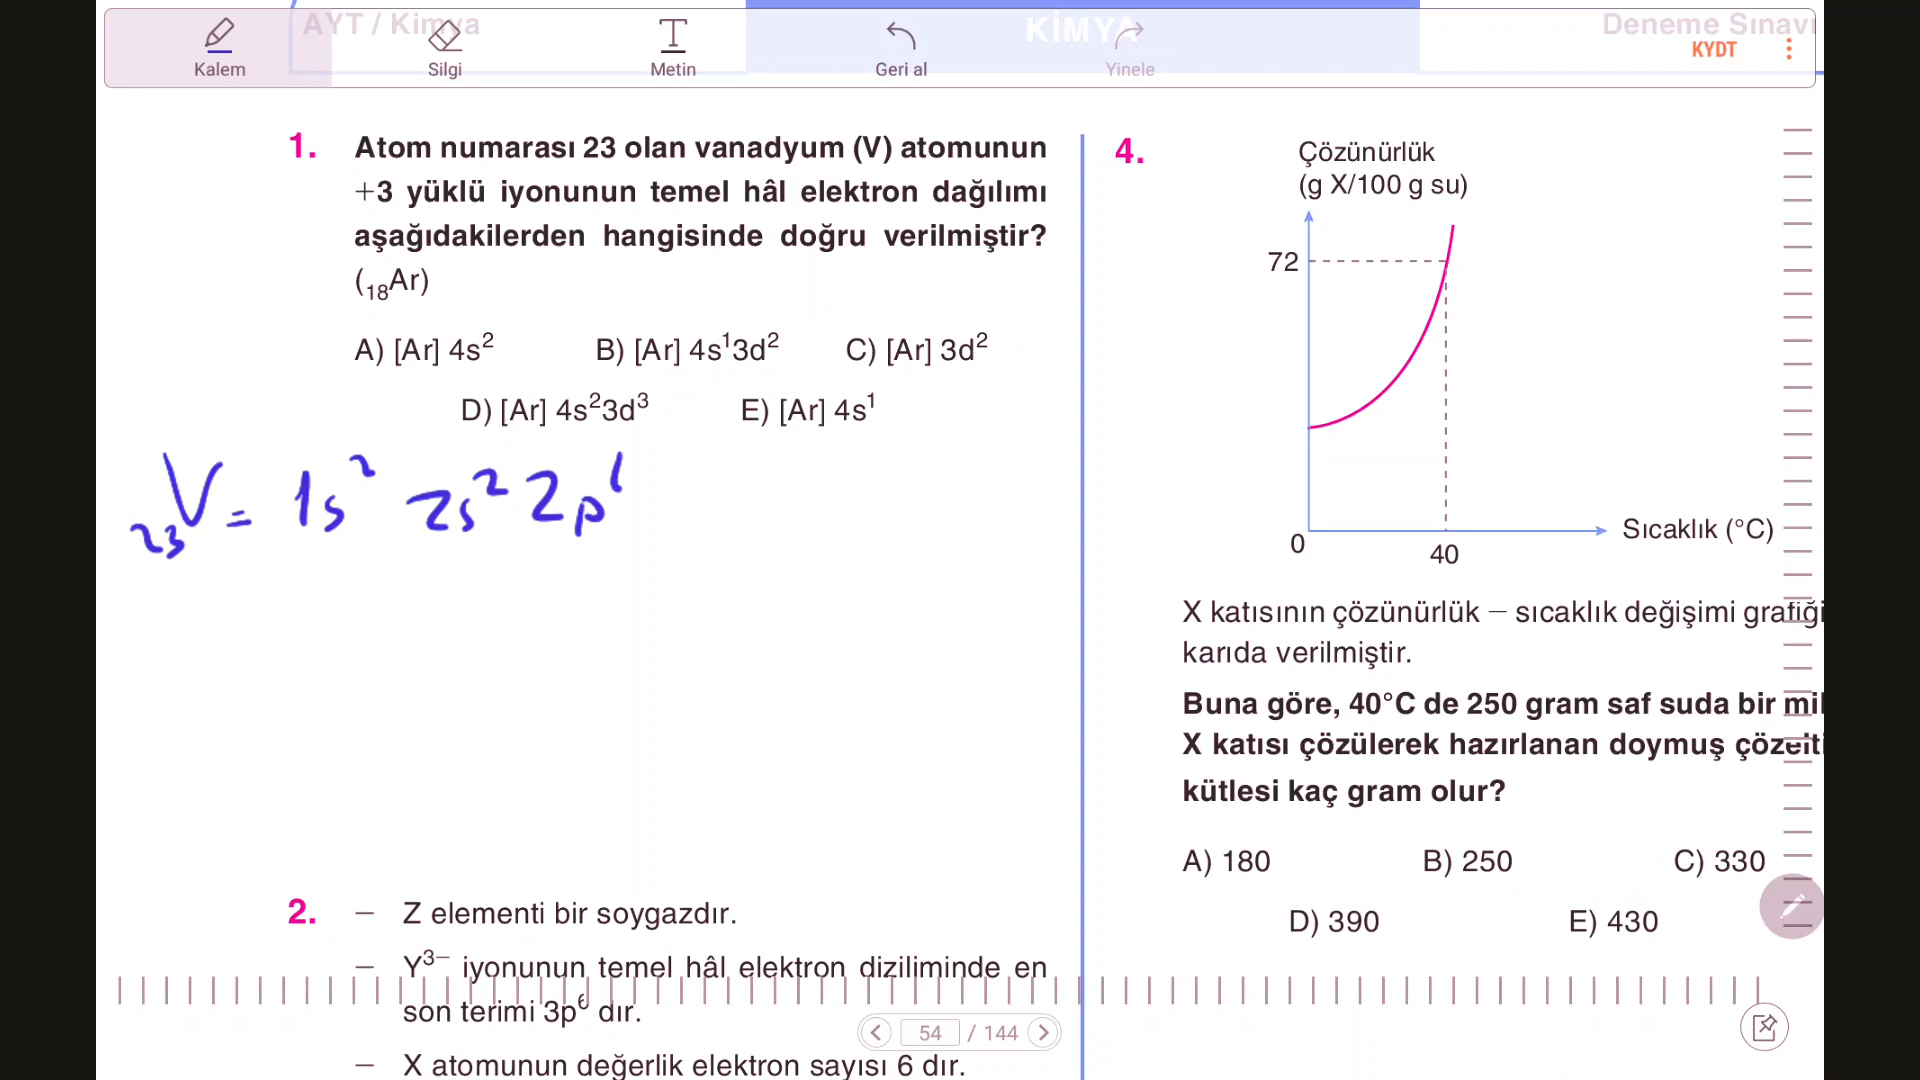 AYT / Kimya
KİMYA
Deneme Sınavı
Kalem
Silgi
Metin
Geri al
Yinele
KYDT
1. Atom numarası 23 olan vanadyum (V) atomunun
+3 yüklü iyonunun temel hâl elektron dağılımı
aşağıdakilerden hangisinde doğru verilmiştir?
(₁₈Ar)
A) [Ar] 4s² B) [Ar] 4s¹3d² C) [Ar] 3d²
D) [Ar] 4s²3d³ E) [Ar] 4s¹
₂₃V = 1s² 2s² 2p
2. – Z elementi bir soygazdır.
– Y³⁻ iyonunun temel hâl elektron diziliminde en
son terimi 3p⁶ dır.
– X atomunun değerlik elektron sayısı 6 dır.
54 / 144
4.
Çözünürlük
(g X/100 g su)
72
0
40
Sıcaklık (°C)
X katısının çözünürlük – sıcaklık değişimi grafiği
karıda verilmiştir.
Buna göre, 40°C de 250 gram saf suda bir mi
X katısı çözülerek hazırlanan doymuş çözelti
kütlesi kaç gram olur?
A) 180 B) 250 C) 330
D) 390 E) 430